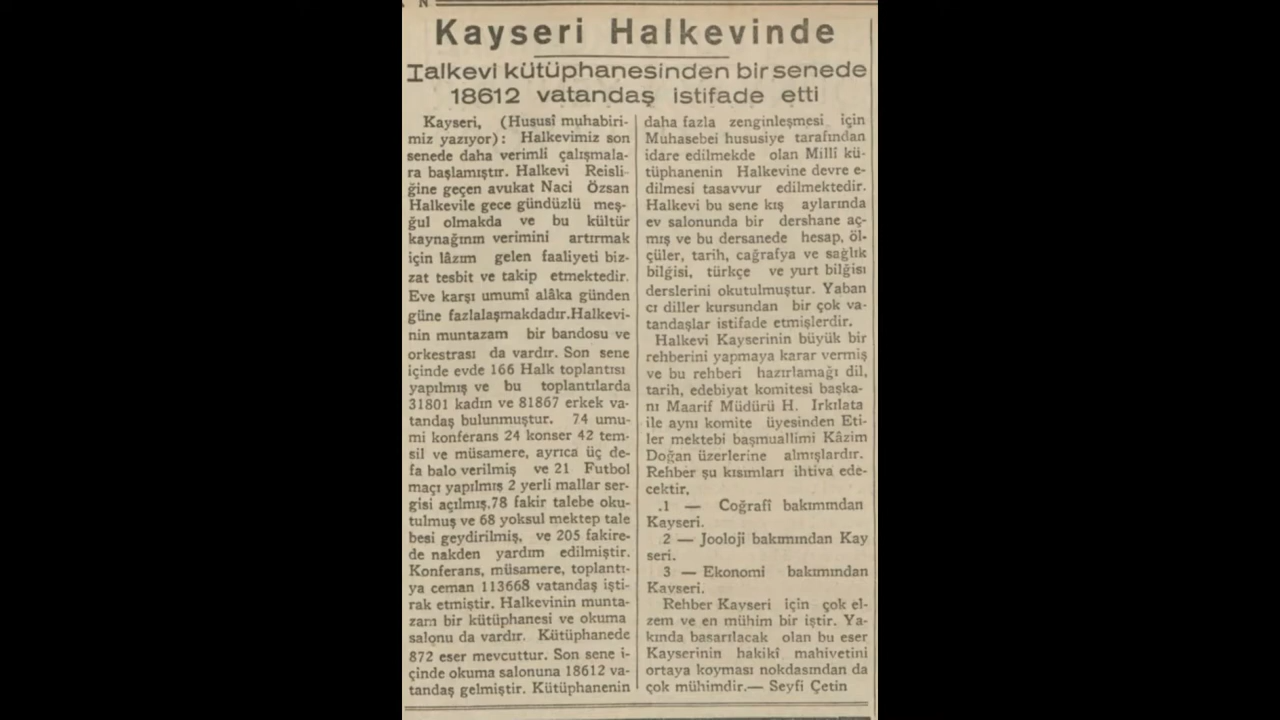 N
Kayseri Halkevinde
Ialkevi kütüphanesinden bir senede
18612 vatandaş istifade etti
Kayseri, (Hususî muhabiri-
miz yazıyor): Halkevimiz son
senede daha verimli çalışmala-
ra başlamıştır. Halkevi Reisli-
ğine geçen avukat Naci Özsan
Halkevile gece gündüzlü meş-
ğul olmakda ve bu kültür
kaynağının verimini artırmak
için lâzım gelen faaliyeti biz-
zat tesbit ve takip etmektedir.
Eve karşı umumî alâka günden
güne fazlalaşmakdadır.Halkevi-
nin muntazam bir bandosu ve
orkestrası da vardır. Son sene
içinde evde 166 Halk toplantısı
yapılmış ve bu toplantılarda
31801 kadın ve 81867 erkek va-
tandaş bulunmuştur. 74 umu-
mi konferans 24 konser 42 tem-
sil ve müsamere, ayrıca üç de-
fa balo verilmiş ve 21 Futbol
maçı yapılmış 2 yerli mallar ser-
gisi açılmış.78 fakir talebe oku-
tulmuş ve 68 yoksul mektep tale
besi geydirilmiş, ve 205 fakire-
de nakden yardım edilmiştir.
Konferans, müsamere, toplantı-
ya ceman 113668 vatandaş işti-
rak etmiştir. Halkevinin munta-
zam bir kütüphanesi ve okuma
salonu da vardır. Kütüphanede
872 eser mevcuttur. Son sene i-
çinde okuma salonuna 18612 va-
tandaş gelmiştir. Kütüphanenin
daha fazla zenginleşmesi için
Muhasebei hususiye tarafından
idare edilmekde olan Millî kü-
tüphanenin Halkevine devre e-
dilmesi tasavvur edilmektedir.
Halkevi bu sene kış aylarında
ev salonunda bir dershane aç-
mış ve bu dersanede hesap, öl-
çüler, tarih, cağrafya ve sağlık
bilğisi, türkçe ve yurt bilğisi
derslerini okutulmuştur. Yaban
cı diller kursundan bir çok va-
tandaşlar istifade etmişlerdir.
Halkevi Kayserinin büyük bir
rehberini yapmaya karar vermiş
ve bu rehberi hazırlamağı dil,
tarih, edebiyat komitesi başka-
nı Maarif Müdürü H. Irkılata
ile aynı komite üyesinden Eti-
ler mektebi başmuallimi Kâzim
Doğan üzerlerine almışlardır.
Rehber şu kısımları ihtiva ede-
cektir,
.1 — Coğrafî bakımından
Kayseri.
2 — Jooloji bakımından Kay
seri.
3 — Ekonomi bakımından
Kayseri.
Rehber Kayseri için çok el-
zem ve en mühim bir iştir. Ya-
kında basarılacak olan bu eser
Kayserinin hakikî mahivetini
ortaya koyması nokdasından da
çok mühimdir.— Seyfi Çetin